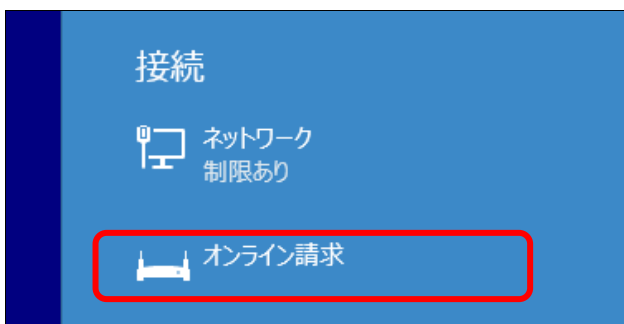 接続
ネットワーク
制限あり
オンライン請求